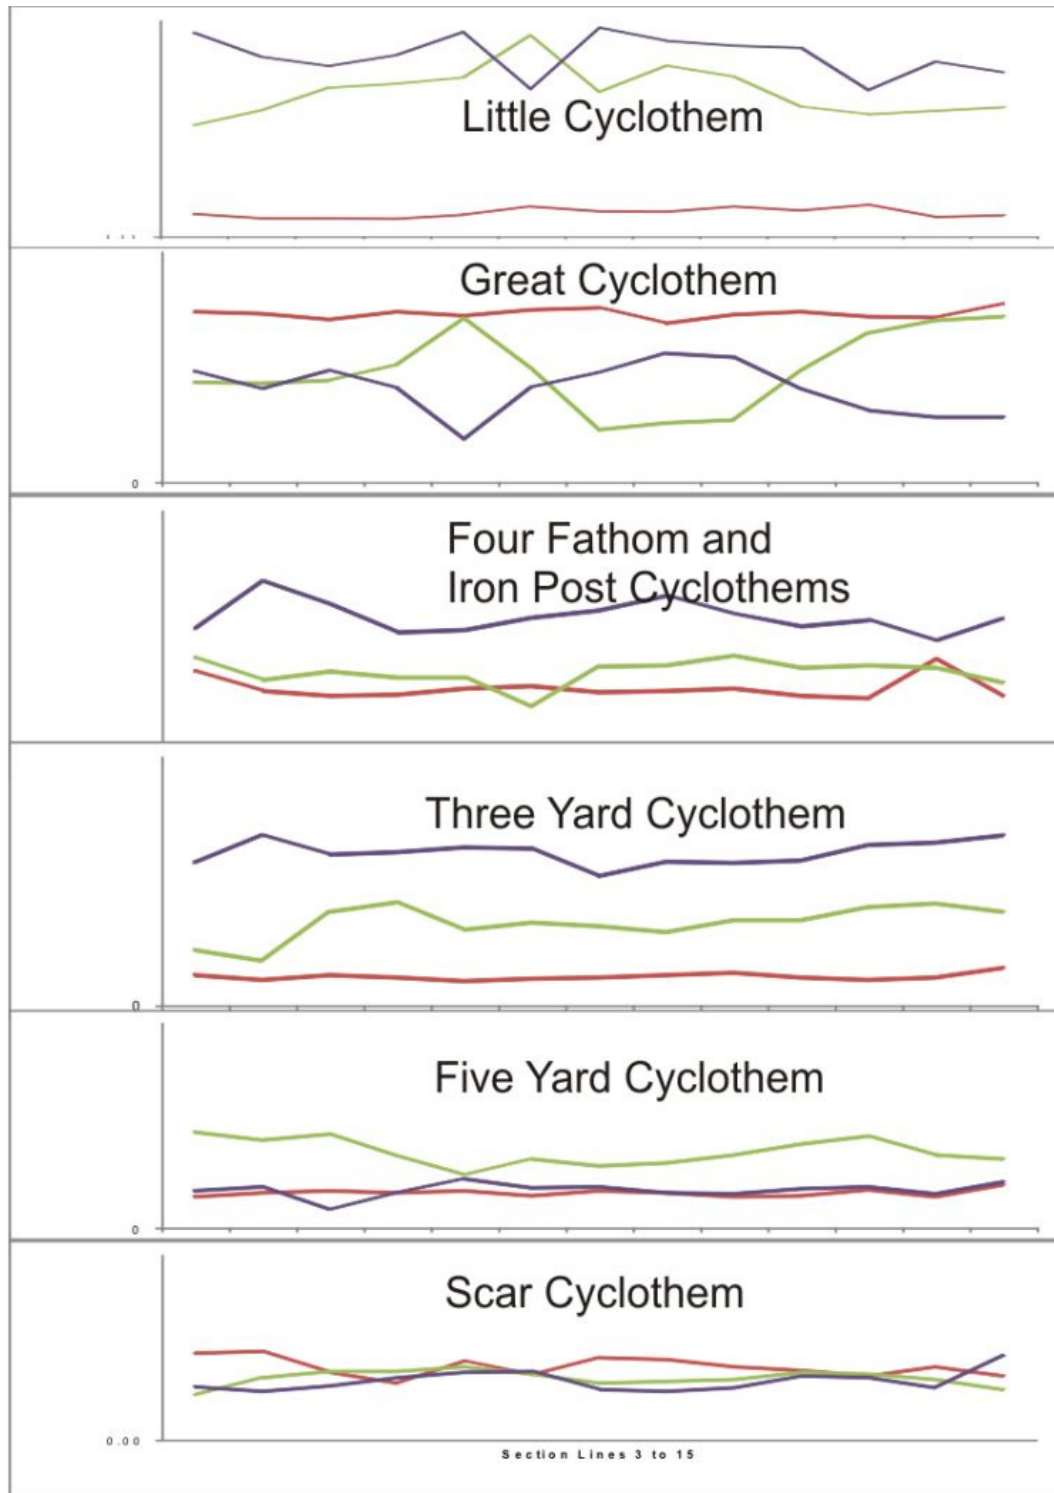 Little Cyclothem
Great Cyclothem
0
Four Fathom and
Iron Post Cyclothems
Three Yard Cyclothem
0
Five Yard Cyclothem
0
Scar Cyclothem
0.00
Section Lines 3 to 15